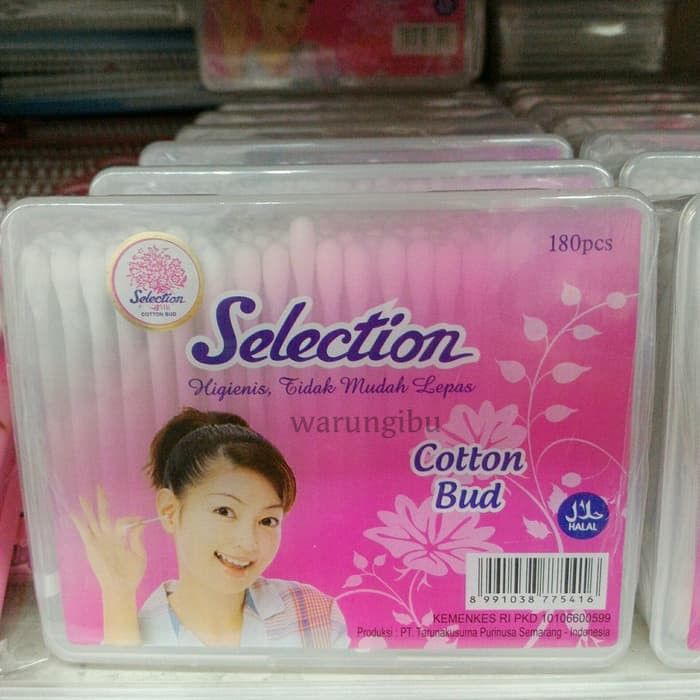 180pcs
Selection
COTTON BUD
Selection
Higienis, Tidak Mudah Lepas
warungibu
Cotton
Bud
حلال
HALAL
8 991038 775416
KEMENKES RI PKD 10106600599
Produksi : PT. Tarunakusuma Purinusa Semarang - Indonesia